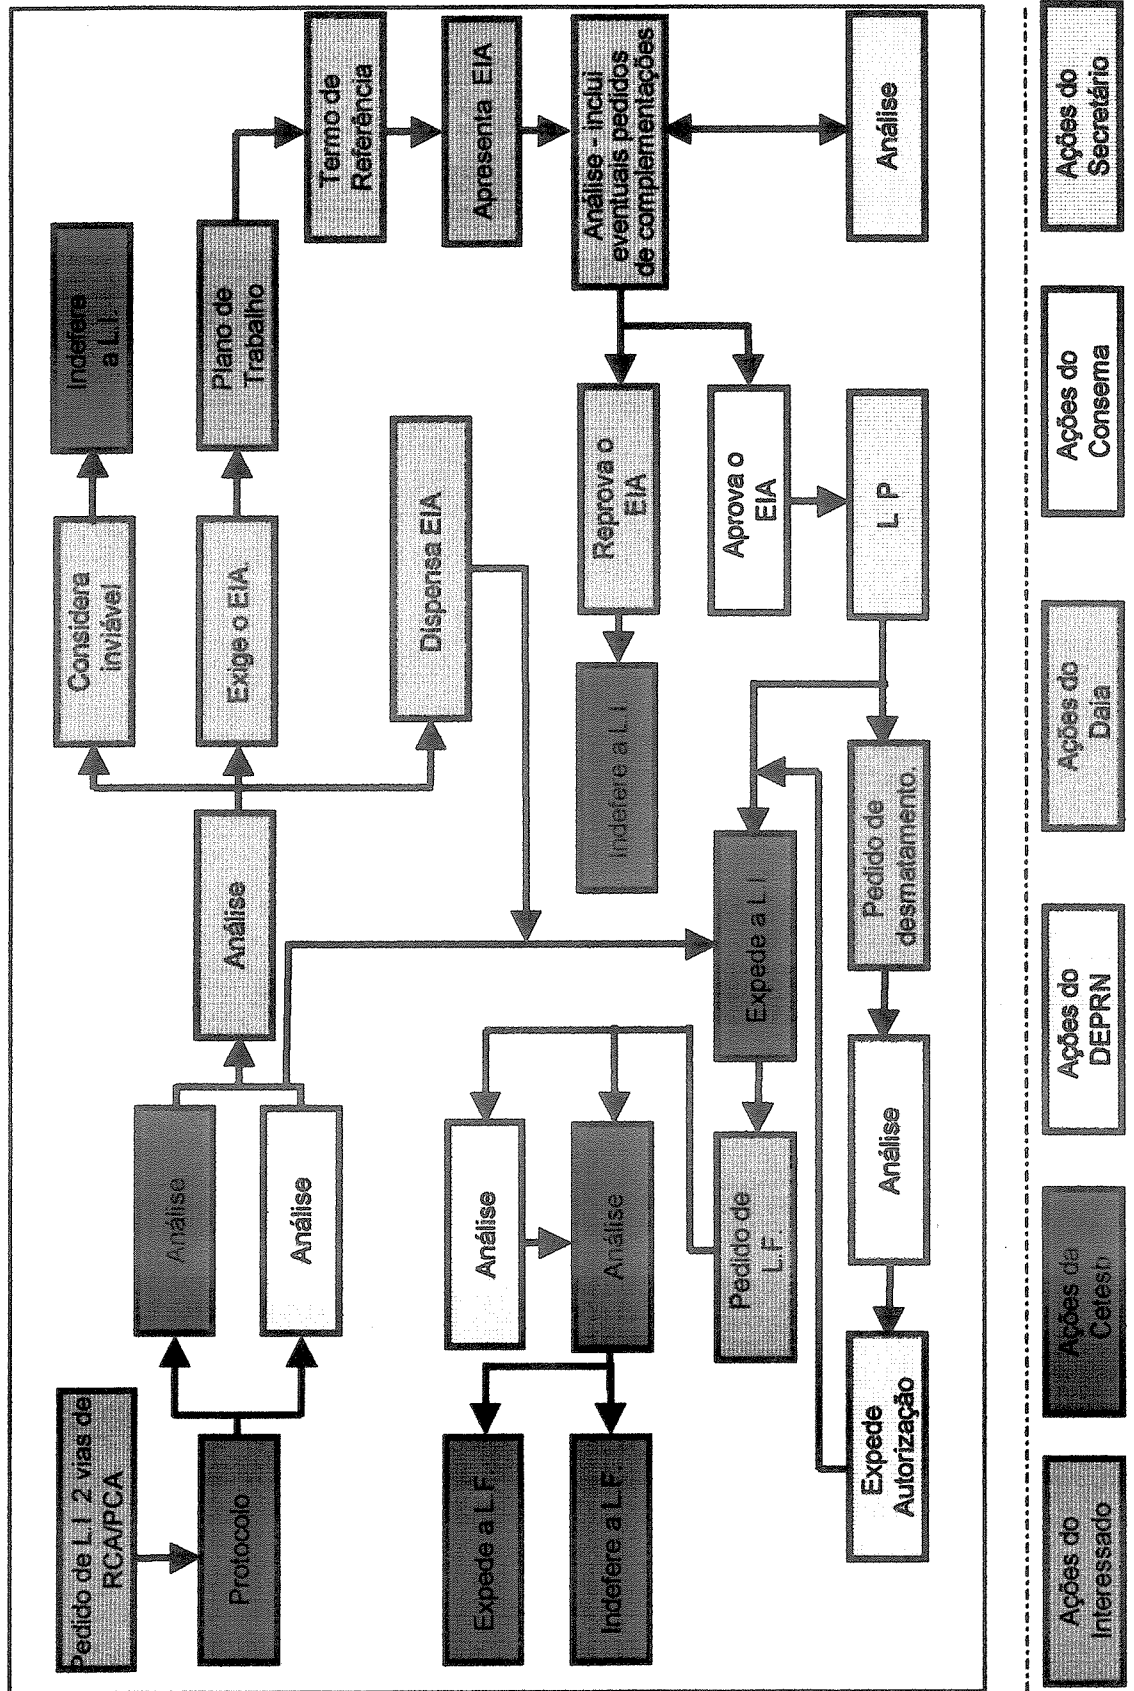 Pedido de L.I 2 vias de
RCA/PCA
Protocolo
Análise
Análise
Análise
Considera
inviável
Indefere
a L.I.
Exige o EIA.
Plano de
Trabalho
Dispensa EIA
Termo de
Referência
Apresenta EIA
Análise - inclui
eventuais pedidos
de complementações
Análise
Reprova o
EIA
Indefere a L.I
Aprova o
EIA
L P
Expede a L.I
Pedido de
desmatamento.
Análise
Expede
Autorização
Pedido de
L.F.
Análise
Análise
Expede a L.F.
Indefere a L.F.
Ações do
Interessado
Ações da
Cetesb
Ações do
DEPRN
Ações do
Daia
Ações do
Consema
Ações do
Secretário